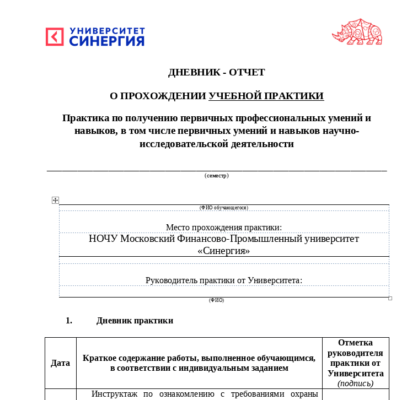 УНИВЕРСИТЕТ
СИНЕРГИЯ
ДНЕВНИК - ОТЧЕТ
О ПРОХОЖДЕНИИ УЧЕБНОЙ ПРАКТИКИ
Практика по получению первичных профессиональных умений и
навыков, в том числе первичных умений и навыков научно-
исследовательской деятельности
(семестр)
(ФИО обучающегося)
Место прохождения практики:
НОЧУ Московский Финансово-Промышленный университет
«Синергия»
Руководитель практики от Университета:
(ФИО)
1. Дневник практики
Дата
Краткое содержание работы, выполненное обучающимся,
в соответствии с индивидуальным заданием
Отметка
руководителя
практики от
Университета
(подпись)
Инструктаж по ознакомлению с требованиями охраны